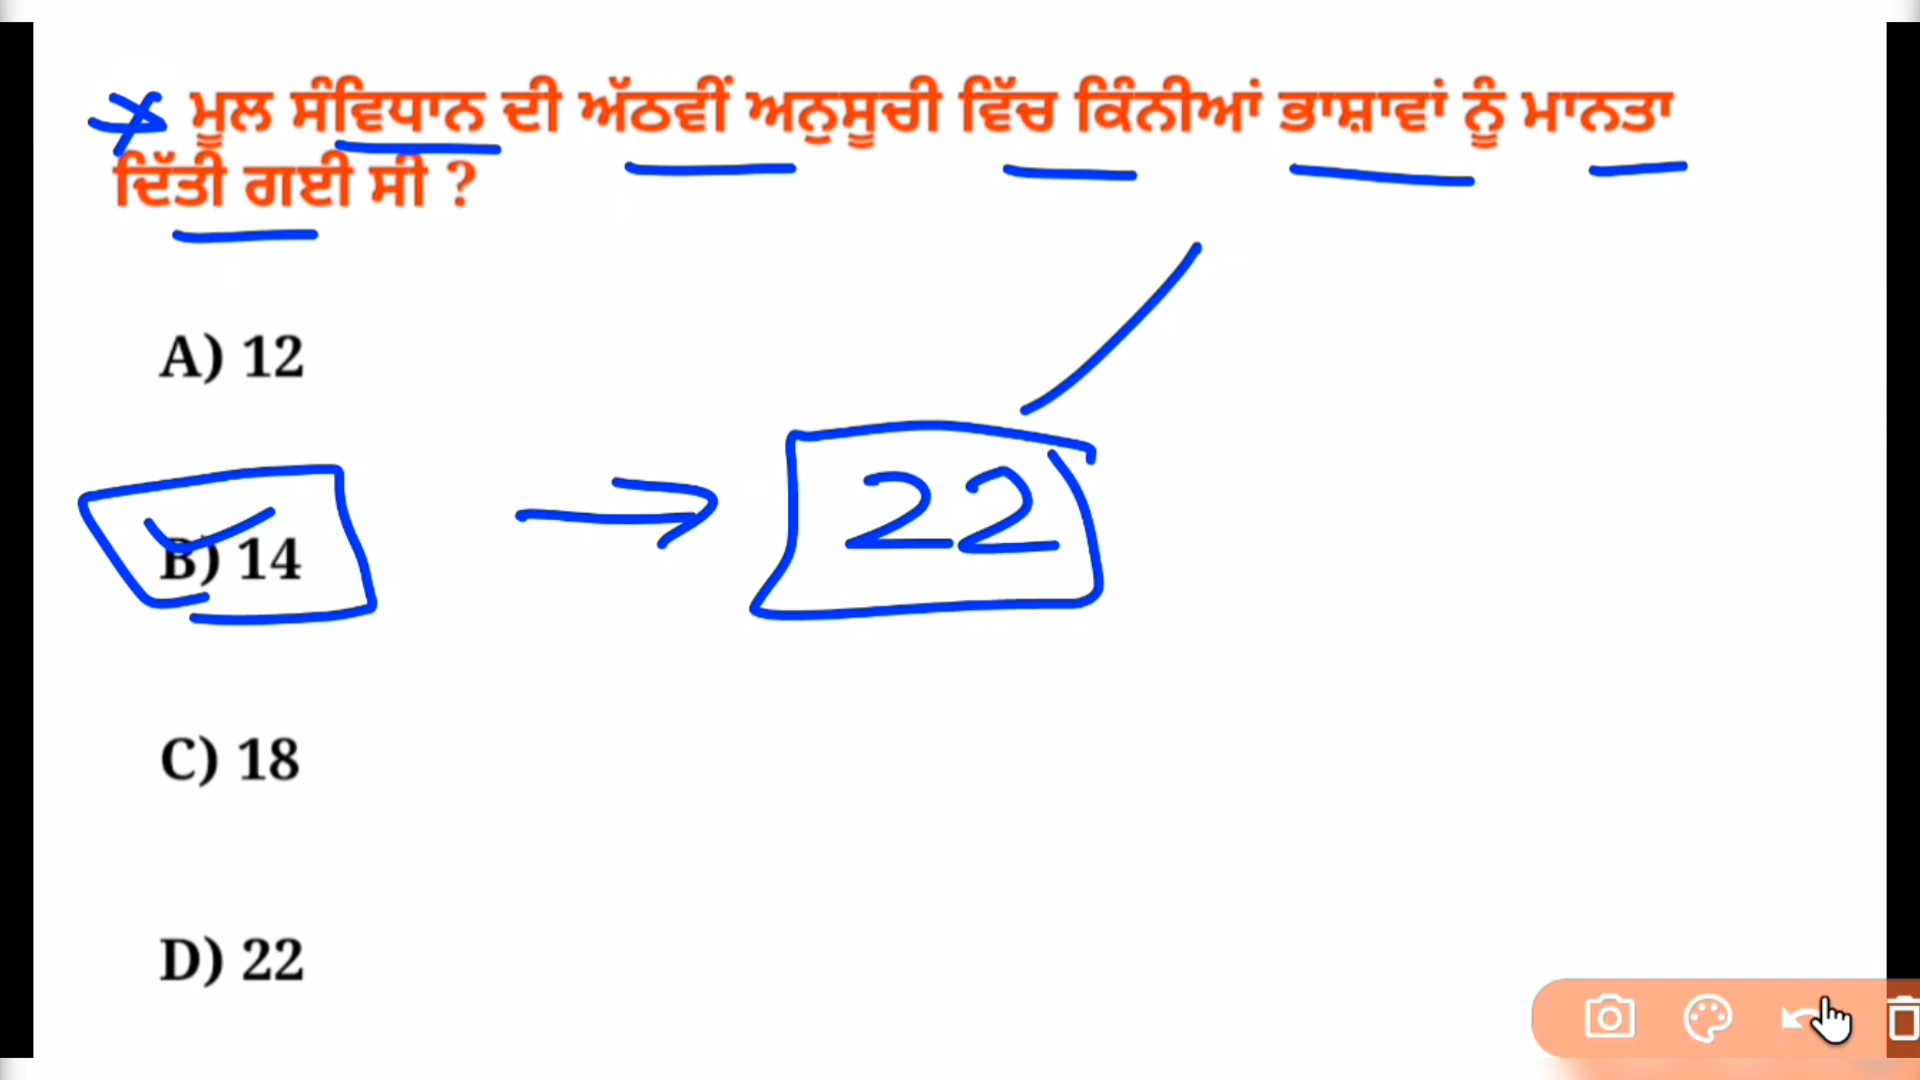 ਮੂਲ ਸੰਵਿਧਾਨ ਦੀ ਅੱਠਵੀਂ ਅਨੁਸੂਚੀ ਵਿੱਚ ਕਿੰਨੀਆਂ ਭਾਸ਼ਾਵਾਂ ਨੂੰ ਮਾਨਤਾ
ਦਿੱਤੀ ਗਈ ਸੀ ?
A) 12
B) 14
22
C) 18
D) 22